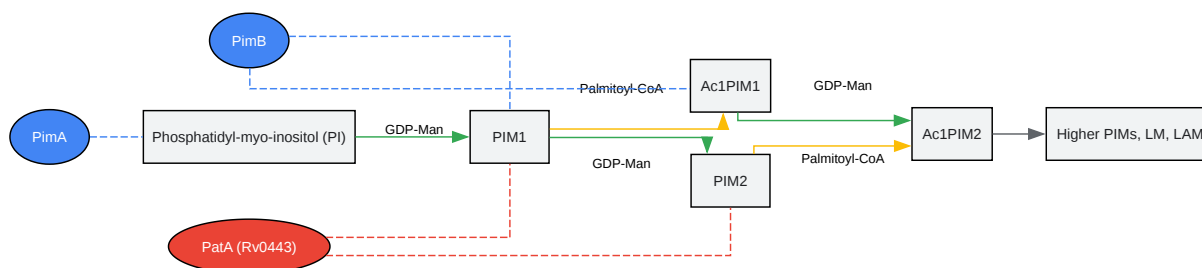 PimB
Palmitoyl-CoA
Ac1PIM1
GDP-Man
PimA
Phosphatidyl-myo-inositol (PI)
GDP-Man
PIM1
GDP-Man
PIM2
Palmitoyl-CoA
Ac1PIM2
Higher PIMs, LM, LAM
PatA (Rv0443)